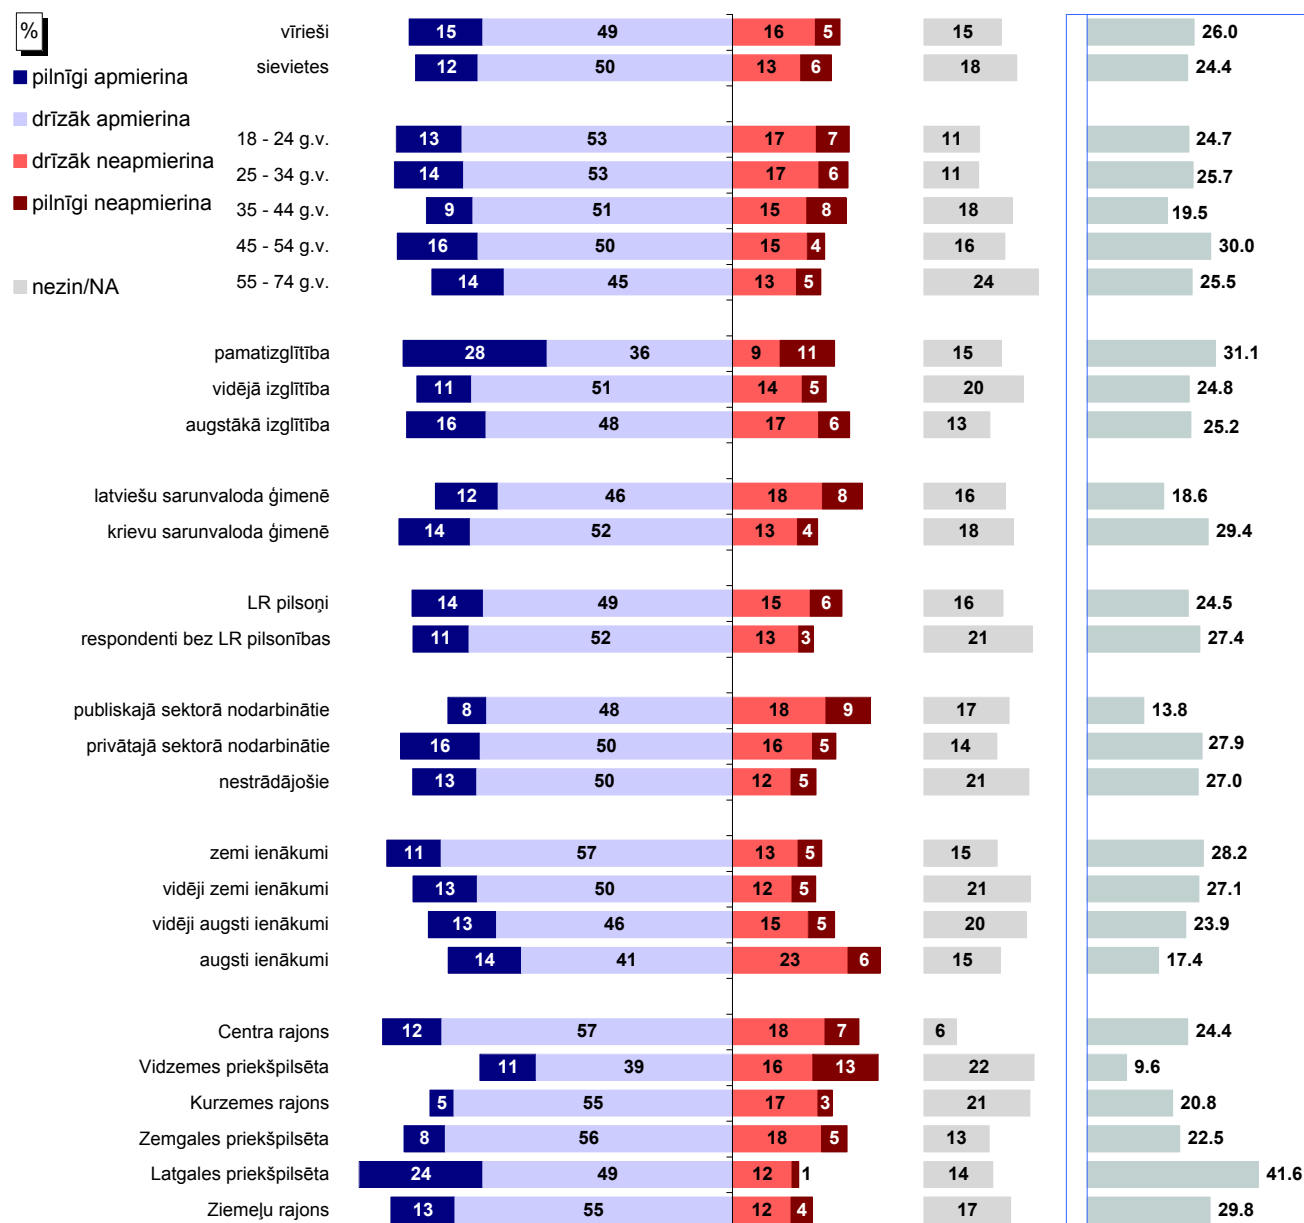 %
pilnīgi apmierina
drīzāk apmierina
drīzāk neapmierina
pilnīgi neapmierina
nezin/NA
vīrieši 15 49 16 5 15 26.0
sievietes 12 50 13 6 18 24.4
18 - 24 g.v. 13 53 17 7 11 24.7
25 - 34 g.v. 14 53 17 6 11 25.7
35 - 44 g.v. 9 51 15 8 18 19.5
45 - 54 g.v. 16 50 15 4 16 30.0
55 - 74 g.v. 14 45 13 5 24 25.5
pamatizglītība 28 36 9 11 15 31.1
vidējā izglītība 11 51 14 5 20 24.8
augstākā izglītība 16 48 17 6 13 25.2
latviešu sarunvaloda ģimenē 12 46 18 8 16 18.6
krievu sarunvaloda ģimenē 14 52 13 4 18 29.4
LR pilsoņi 14 49 15 6 16 24.5
respondenti bez LR pilsonības 11 52 13 3 21 27.4
publiskajā sektorā nodarbinātie 8 48 18 9 17 13.8
privātajā sektorā nodarbinātie 16 50 16 5 14 27.9
nestrādājošie 13 50 12 5 21 27.0
zemi ienākumi 11 57 13 5 15 28.2
vidēji zemi ienākumi 13 50 12 5 21 27.1
vidēji augsti ienākumi 13 46 15 5 20 23.9
augsti ienākumi 14 41 23 6 15 17.4
Centra rajons 12 57 18 7 6 24.4
Vidzemes priekšpilsēta 11 39 16 13 22 9.6
Kurzemes rajons 5 55 17 3 21 20.8
Zemgales priekšpilsēta 8 56 18 5 13 22.5
Latgales priekšpilsēta 24 49 12 1 14 41.6
Ziemeļu rajons 13 55 12 4 17 29.8